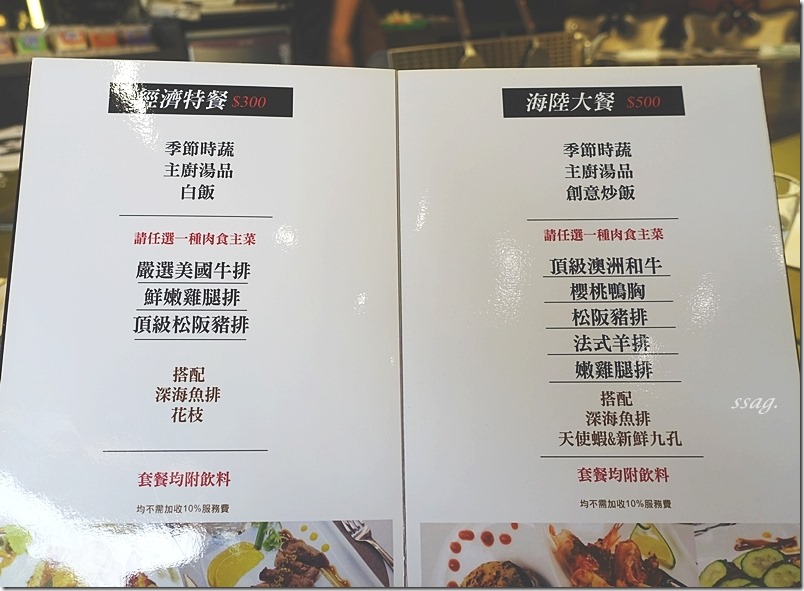 經濟特餐 $300
季節時蔬
主廚湯品
白飯
請任選一種肉食主菜
嚴選美國牛排
鮮嫩雞腿排
頂級松阪豬排
搭配
深海魚排
花枝
套餐均附飲料
均不需加收10%服務費
海陸大餐 $500
季節時蔬
主廚湯品
創意炒飯
請任選一種肉食主菜
頂級澳洲和牛
櫻桃鴨胸
松阪豬排
法式羊排
嫩雞腿排
搭配
深海魚排
天使蝦&新鮮九孔
套餐均附飲料
均不需加收10%服務費
ssag.